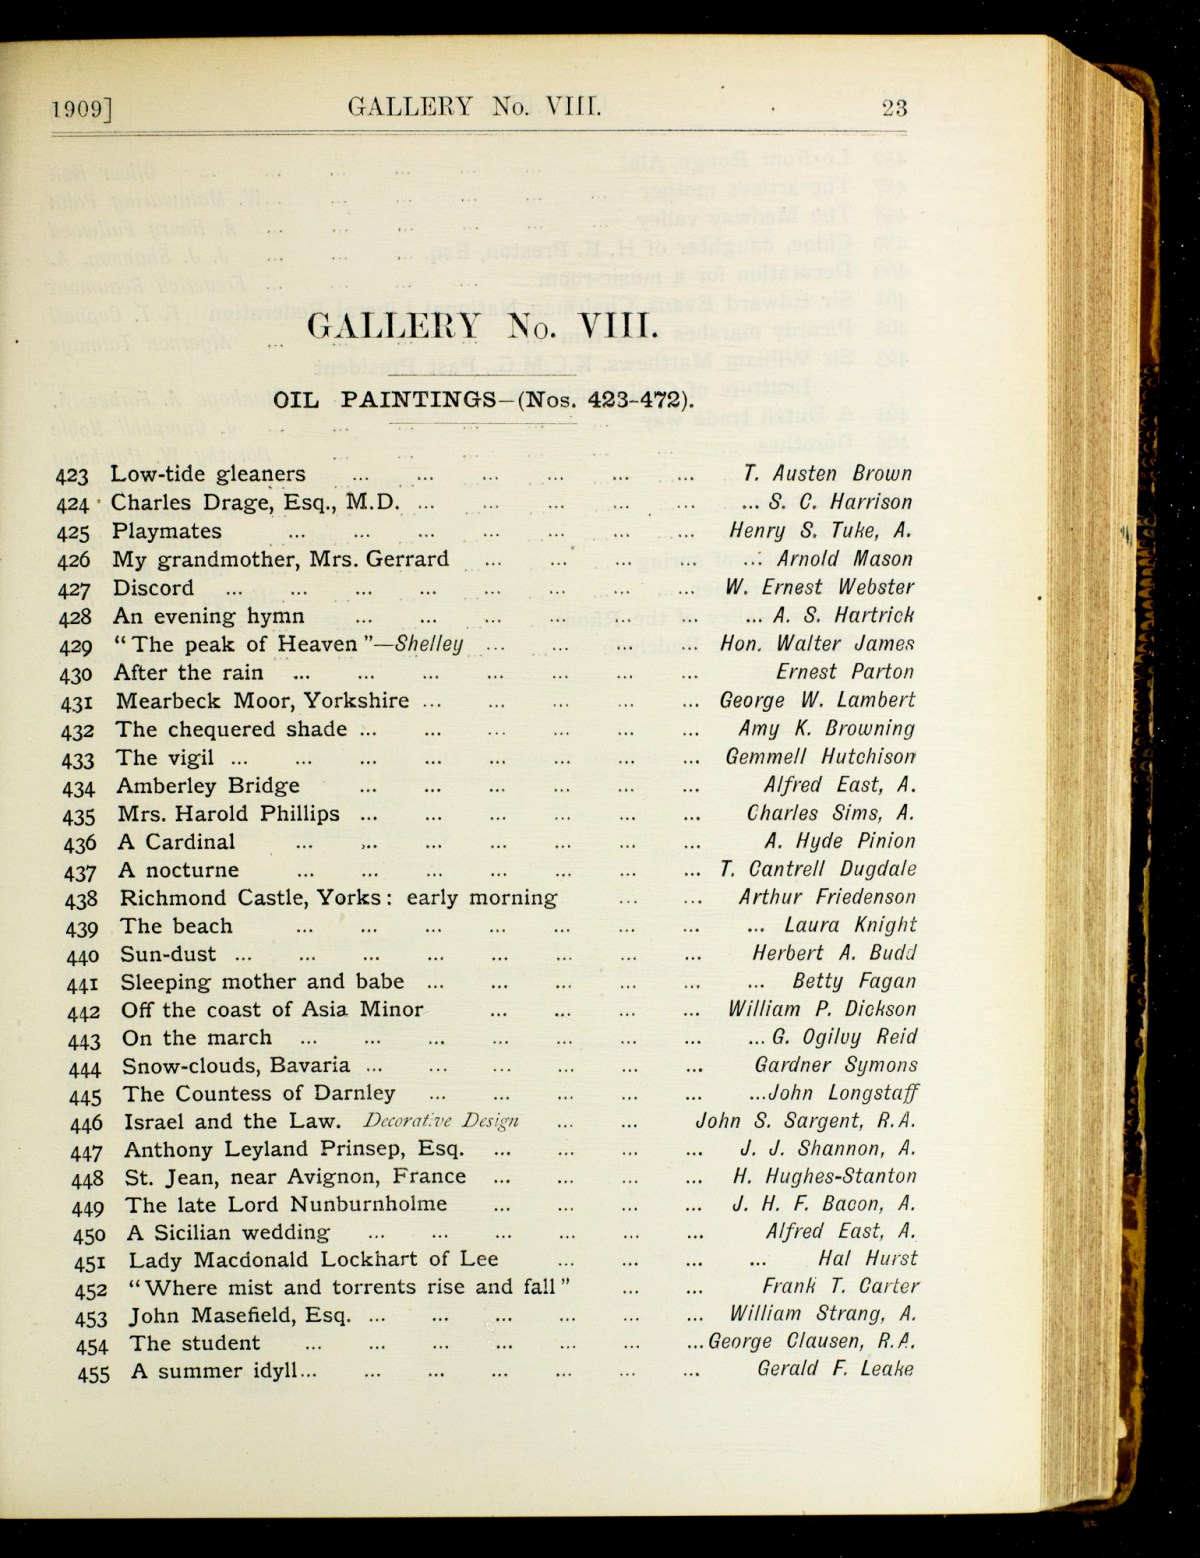 1909] GALLERY No. VIII. 23
GALLERY No. VIII.
OIL PAINTINGS—(Nos. 423-472).
423 Low-tide gleaners ... ... ... ... ... ... T. Austen Brown
424 Charles Drage, Esq., M.D. ... ... ... ... ... ... S. C. Harrison
425 Playmates ... ... ... ... ... ... ... Henry S. Tuke, A.
426 My grandmother, Mrs. Gerrard ... ... ... ... ... Arnold Mason
427 Discord ... ... ... ... ... ... ... ... W. Ernest Webster
428 An evening hymn ... ... ... ... ... ... ... A. S. Hartrick
429 “The peak of Heaven”—Shelley ... ... ... ... Hon. Walter James
430 After the rain ... ... ... ... ... ... ... Ernest Parton
431 Mearbeck Moor, Yorkshire ... ... ... ... ... George W. Lambert
432 The chequered shade ... ... ... ... ... ... Amy K. Browning
433 The vigil ... ... ... ... ... ... ... ... Gemmell Hutchison
434 Amberley Bridge ... ... ... ... ... ... Alfred East, A.
435 Mrs. Harold Phillips ... ... ... ... ... ... Charles Sims, A.
436 A Cardinal ... ... ... ... ... ... ... A. Hyde Pinion
437 A nocturne ... ... ... ... ... ... ... T. Cantrell Dugdale
438 Richmond Castle, Yorks: early morning ... ... Arthur Friedenson
439 The beach ... ... ... ... ... ... ... ... Laura Knight
440 Sun-dust ... ... ... ... ... ... ... ... Herbert A. Budd
441 Sleeping mother and babe ... ... ... ... ... ... Betty Fagan
442 Off the coast of Asia Minor ... ... ... ... William P. Dickson
443 On the march ... ... ... ... ... ... ... ... G. Ogilvy Reid
444 Snow-clouds, Bavaria ... ... ... ... ... ... Gardner Symons
445 The Countess of Darnley ... ... ... ... ... ...John Longstaff
446 Israel and the Law. Decorative Design ... ... John S. Sargent, R.A.
447 Anthony Leyland Prinsep, Esq. ... ... ... ... J. J. Shannon, A.
448 St. Jean, near Avignon, France ... ... ... ... H. Hughes-Stanton
449 The late Lord Nunburnholme ... ... ... ... J. H. F. Bacon, A.
450 A Sicilian wedding ... ... ... ... ... ... Alfred East, A.
451 Lady Macdonald Lockhart of Lee ... ... ... ... Hal Hurst
452 “Where mist and torrents rise and fall” ... ... Frank T. Carter
453 John Masefield, Esq. ... ... ... ... ... ... William Strang, A.
454 The student ... ... ... ... ... ... ... George Clausen, R.A.
455 A summer idyll... ... ... ... ... ... ... Gerald F. Leake